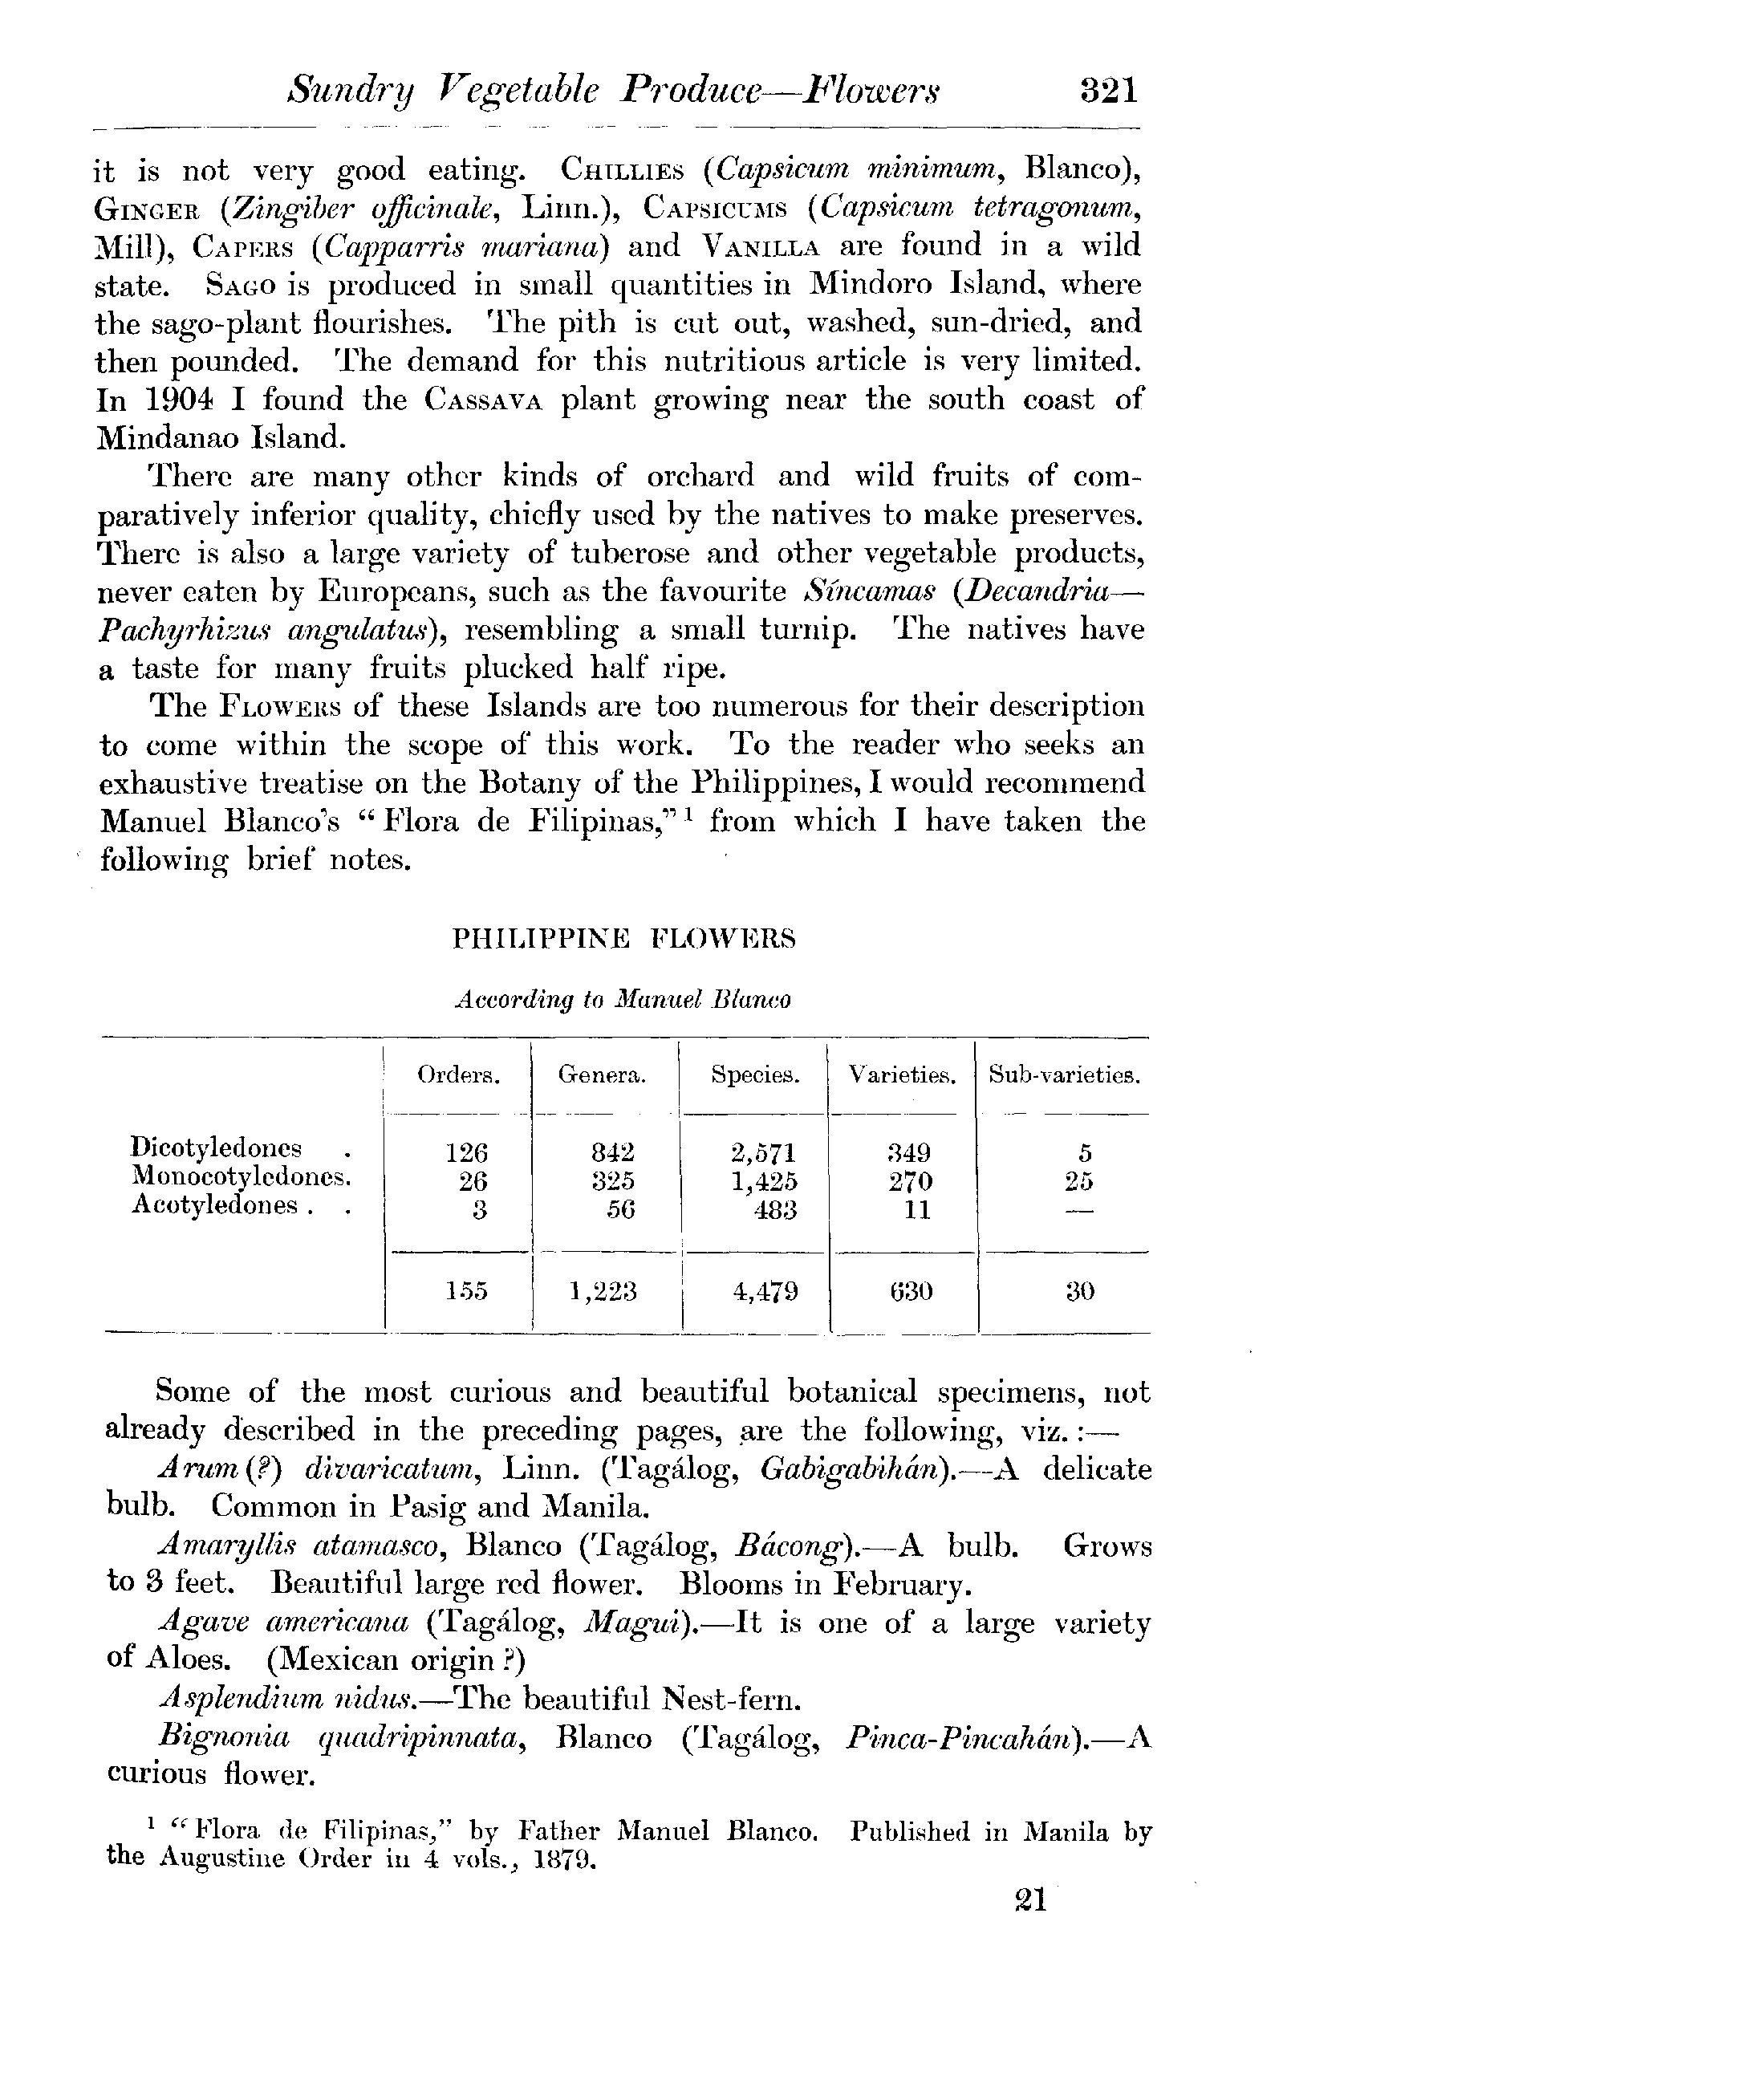 Sundry Vegetable Produce—Flowers 321
it is not very good eating. CHILLIES (Capsicum minimum, Blanco),
GINGER (Zingiber officinale, Linn.), CAPSICUMS (Capsicum tetragonum,
Mill), CAPERS (Capparris mariana) and VANILLA are found in a wild
state. SAGO is produced in small quantities in Mindoro Island, where
the sago-plant flourishes. The pith is cut out, washed, sun-dried, and
then pounded. The demand for this nutritious article is very limited.
In 1904 I found the CASSAVA plant growing near the south coast of
Mindanao Island.
There are many other kinds of orchard and wild fruits of com-
paratively inferior quality, chiefly used by the natives to make preserves.
There is also a large variety of tuberose and other vegetable products,
never eaten by Europeans, such as the favourite Síncamas (Decandria—
Pachyrhizus angulatus), resembling a small turnip. The natives have
a taste for many fruits plucked half ripe.
The FLOWERS of these Islands are too numerous for their description
to come within the scope of this work. To the reader who seeks an
exhaustive treatise on the Botany of the Philippines, I would recommend
Manuel Blanco's “Flora de Filipinas,” 1 from which I have taken the
following brief notes.
PHILIPPINE FLOWERS
According to Manuel Blanco
Orders. Genera. Species. Varieties. Sub-varieties.
Dicotyledones . 126 842 2,571 349 5
Monocotyledones. 26 325 1,425 270 25
Acotyledones . . 3 56 483 11 —
155 1,223 4,479 630 30
Some of the most curious and beautiful botanical specimens, not
already described in the preceding pages, are the following, viz. :—
Arum (?) divaricatum, Linn. (Tagálog, Gabigabihán).—A delicate
bulb. Common in Pasig and Manila.
Amaryllis atamasco, Blanco (Tagálog, Bácong).—A bulb. Grows
to 3 feet. Beautiful large red flower. Blooms in February.
Agave americana (Tagálog, Magui).—It is one of a large variety
of Aloes. (Mexican origin ?)
Asplendium nidus.—The beautiful Nest-fern.
Bignonia quadripinnata, Blanco (Tagálog, Pinca-Pincahán).—A
curious flower.
1 “Flora de Filipinas,” by Father Manuel Blanco. Published in Manila by
the Augustine Order in 4 vols., 1879.
21